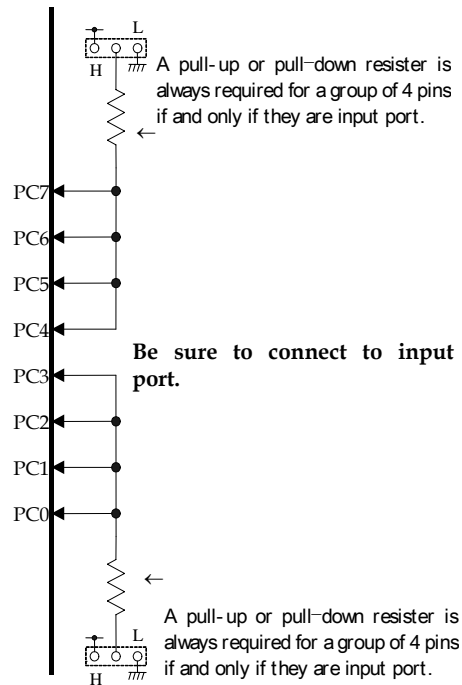 L
H
A pull-up or pull-down resister is
always required for a group of 4 pins
if and only if they are input port.
←
PC7
PC6
PC5
PC4
Be sure to connect to input
port.
PC3
PC2
PC1
PC0
←
A pull-up or pull-down resister is
always required for a group of 4 pins
if and only if they are input port.
L
H